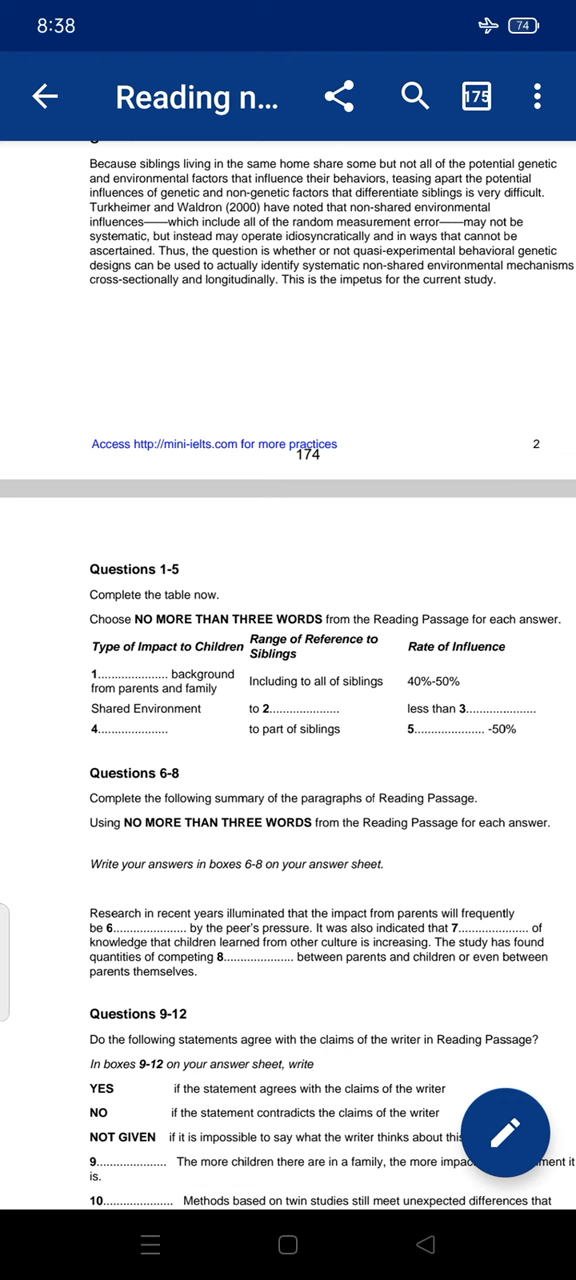 8:38
74
Reading n...
175
Because siblings living in the same home share some but not all of the potential genetic
and environmental factors that influence their behaviors, teasing apart the potential
influences of genetic and non-genetic factors that differentiate siblings is very difficult.
Turkheimer and Waldron (2000) have noted that non-shared environmental
influences——which include all of the random measurement error——may not be
systematic, but instead may operate idiosyncratically and in ways that cannot be
ascertained. Thus, the question is whether or not quasi-experimental behavioral genetic
designs can be used to actually identify systematic non-shared environmental mechanisms
cross-sectionally and longitudinally. This is the impetus for the current study.
Access http://mini-ielts.com for more practices
2
174
Questions 1-5
Complete the table now.
Choose NO MORE THAN THREE WORDS from the Reading Passage for each answer.
Type of Impact to Children Range of Reference to Siblings Rate of Influence
1..................... background from parents and family Including to all of siblings 40%-50%
Shared Environment to 2..................... less than 3.....................
4..................... to part of siblings 5..................... -50%
Questions 6-8
Complete the following summary of the paragraphs of Reading Passage.
Using NO MORE THAN THREE WORDS from the Reading Passage for each answer.
Write your answers in boxes 6-8 on your answer sheet.
Research in recent years illuminated that the impact from parents will frequently
be 6...................... by the peer's pressure. It was also indicated that 7..................... of
knowledge that children learned from other culture is increasing. The study has found
quantities of competing 8..................... between parents and children or even between
parents themselves.
Questions 9-12
Do the following statements agree with the claims of the writer in Reading Passage?
In boxes 9-12 on your answer sheet, write
YES if the statement agrees with the claims of the writer
NO if the statement contradicts the claims of the writer
NOT GIVEN if it is impossible to say what the writer thinks about
9..................... The more children there are in a family, the more it
is.
10..................... Methods based on twin studies still meet unexpected differences that